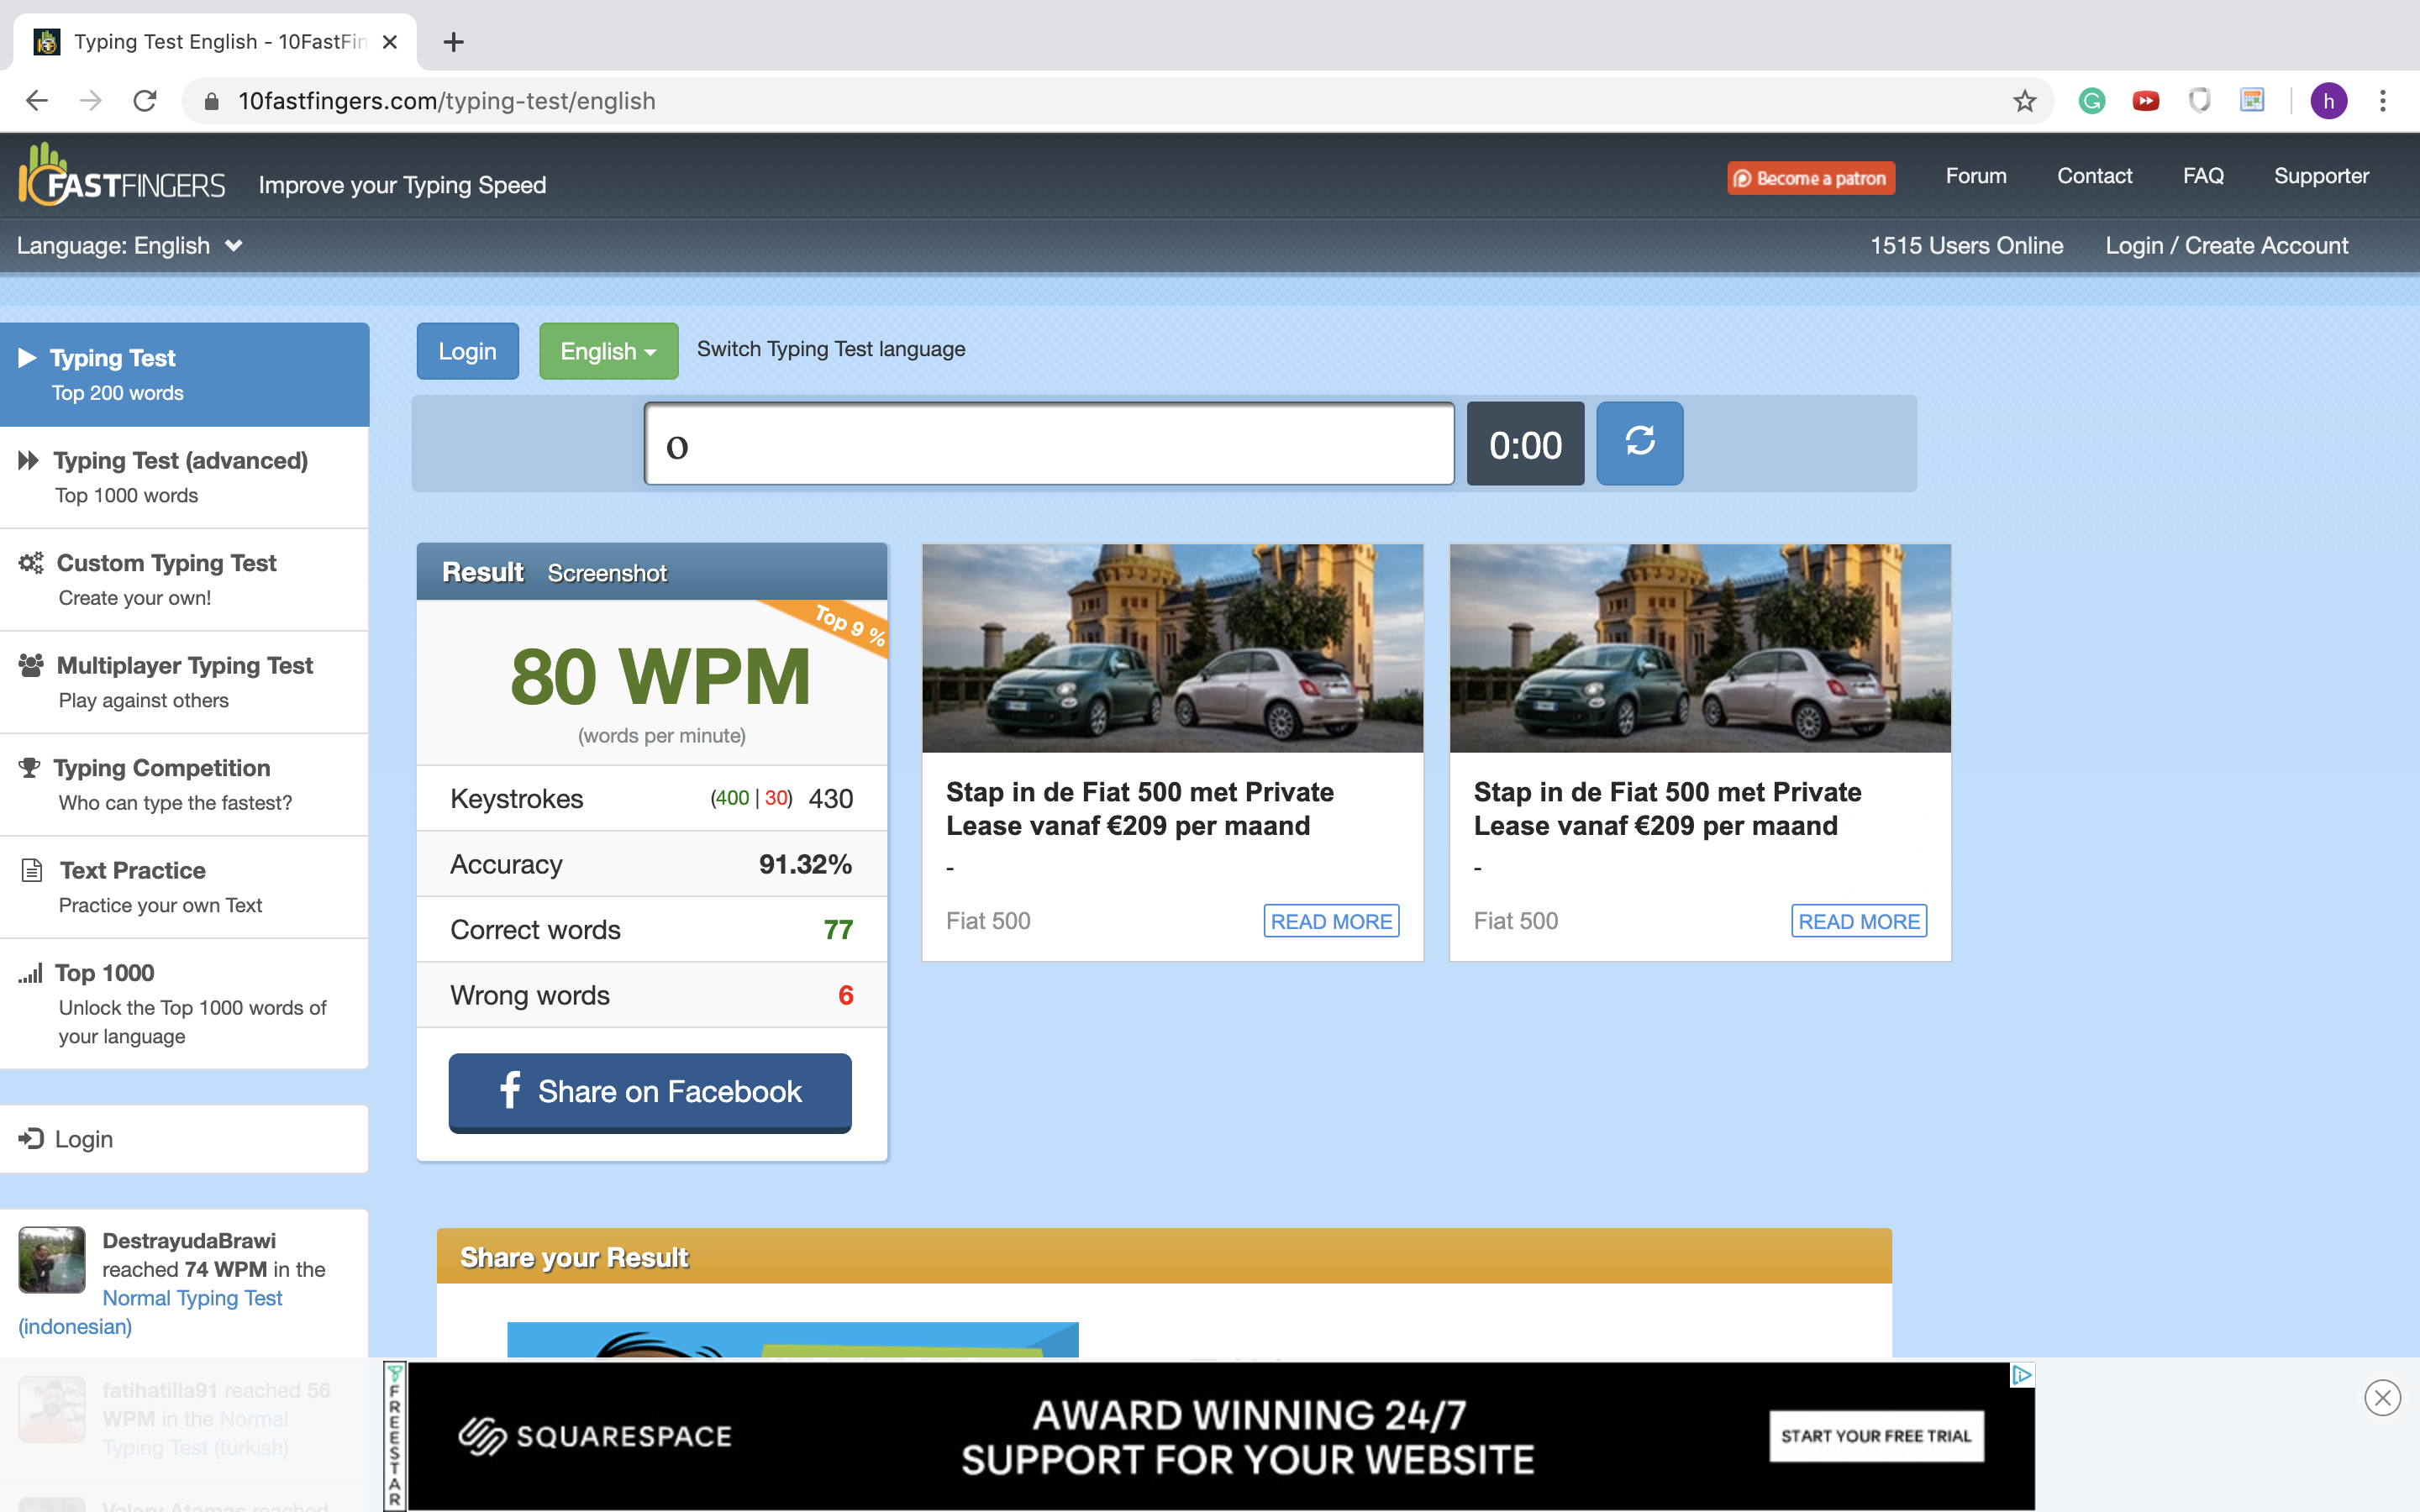 Typing Test English - 10FastFin
10fastfingers.com/typing-test/english
h
FASTFINGERS Improve your Typing Speed
Become a patron Forum Contact FAQ Supporter
Language: English
1515 Users Online Login / Create Account
Typing Test
Top 200 words
Typing Test (advanced)
Top 1000 words
Custom Typing Test
Create your own!
Multiplayer Typing Test
Play against others
Typing Competition
Who can type the fastest?
Text Practice
Practice your own Text
Top 1000
Unlock the Top 1000 words of
your language
Login
DestrayudaBrawi
reached 74 WPM in the
Normal Typing Test
(indonesian)
fatihatilla91 reached 56
WPM in the Normal
Typing Test (turkish)
Valery Atamas reached
Login English Switch Typing Test language
o 0:00
Result Screenshot
Top 9 %
80 WPM
(words per minute)
Keystrokes (400 | 30) 430
Accuracy 91.32%
Correct words 77
Wrong words 6
Share on Facebook
Stap in de Fiat 500 met Private
Lease vanaf €209 per maand
-
Fiat 500 READ MORE
Stap in de Fiat 500 met Private
Lease vanaf €209 per maand
-
Fiat 500 READ MORE
Share your Result
FREESTAR
SQUARESPACE
AWARD WINNING 24/7
SUPPORT FOR YOUR WEBSITE
START YOUR FREE TRIAL